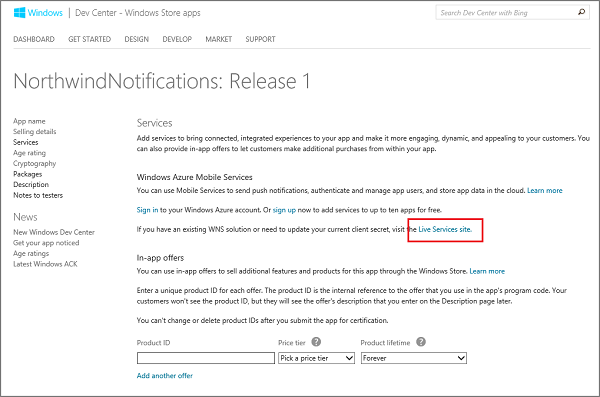 Windows | Dev Center - Windows Store apps
Search Dev Center with Bing
DASHBOARD GET STARTED DESIGN DEVELOP MARKET SUPPORT
NorthwindNotifications: Release 1
App name
Selling details
Services
Age rating
Cryptography
Packages
Description
Notes to testers
News
New Windows Dev Center
Get your app noticed
Age ratings
Latest Windows ACK
Services
Add services to bring connected, integrated experiences to your app and make it more engaging, dynamic, and appealing to your customers. You
can also provide in-app offers to let customers make additional purchases from within your app.
Windows Azure Mobile Services
You can use Mobile Services to send push notifications, authenticate and manage app users, and store app data in the cloud. Learn more
Sign in to your Windows Azure account. Or sign up now to add services to up to ten apps for free.
If you have an existing WNS solution or need to update your current client secret, visit the Live Services site.
In-app offers
You can use in-app offers to sell additional features and products for this app through the Windows Store. Learn more
Enter a unique product ID for each offer. The product ID is the internal reference to the offer that you use in the app's program code. Your
customers won't see the product ID, but they will see the offer's description that you enter on the Description page later.
You can't change or delete product IDs after you submit the app for certification.
Product ID Price tier ? Product lifetime ?
Pick a price tier Forever
Add another offer